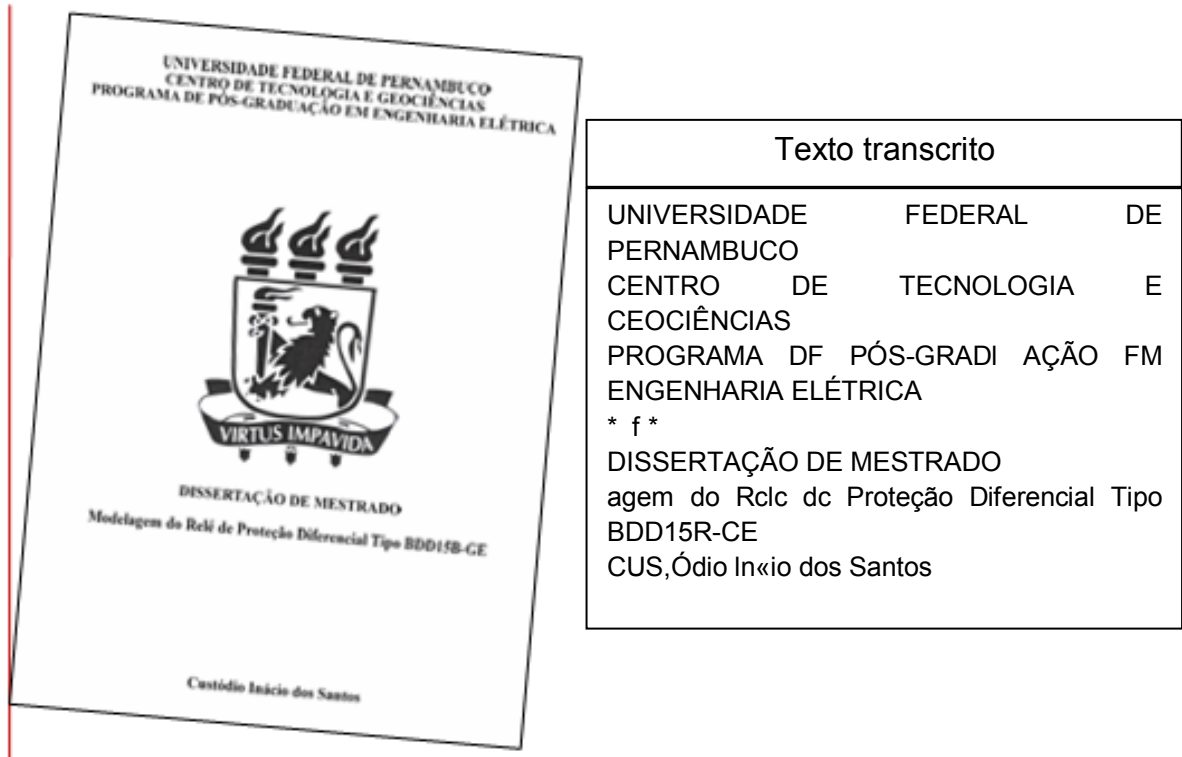 UNIVERSIDADE FEDERAL DE PERNAMBUCO
CENTRO DE TECNOLOGIA E GEOCIÊNCIAS
PROGRAMA DE PÓS-GRADUAÇÃO EM ENGENHARIA ELÉTRICA
VIRTUS IMPAVIDA
DISSERTAÇÃO DE MESTRADO
Modelagem do Relé de Proteção Diferencial Tipo BDD15B-GE
Custódio Inácio dos Santos
Texto transcrito
UNIVERSIDADE FEDERAL DE
PERNAMBUCO
CENTRO DE TECNOLOGIA E
CEOCIÊNCIAS
PROGRAMA DF PÓS-GRADI AÇÃO FM
ENGENHARIA ELÉTRICA
* f *
DISSERTAÇÃO DE MESTRADO
agem do Rclc dc Proteção Diferencial Tipo
BDD15R-CE
CUS,Ódio ln«io dos Santos